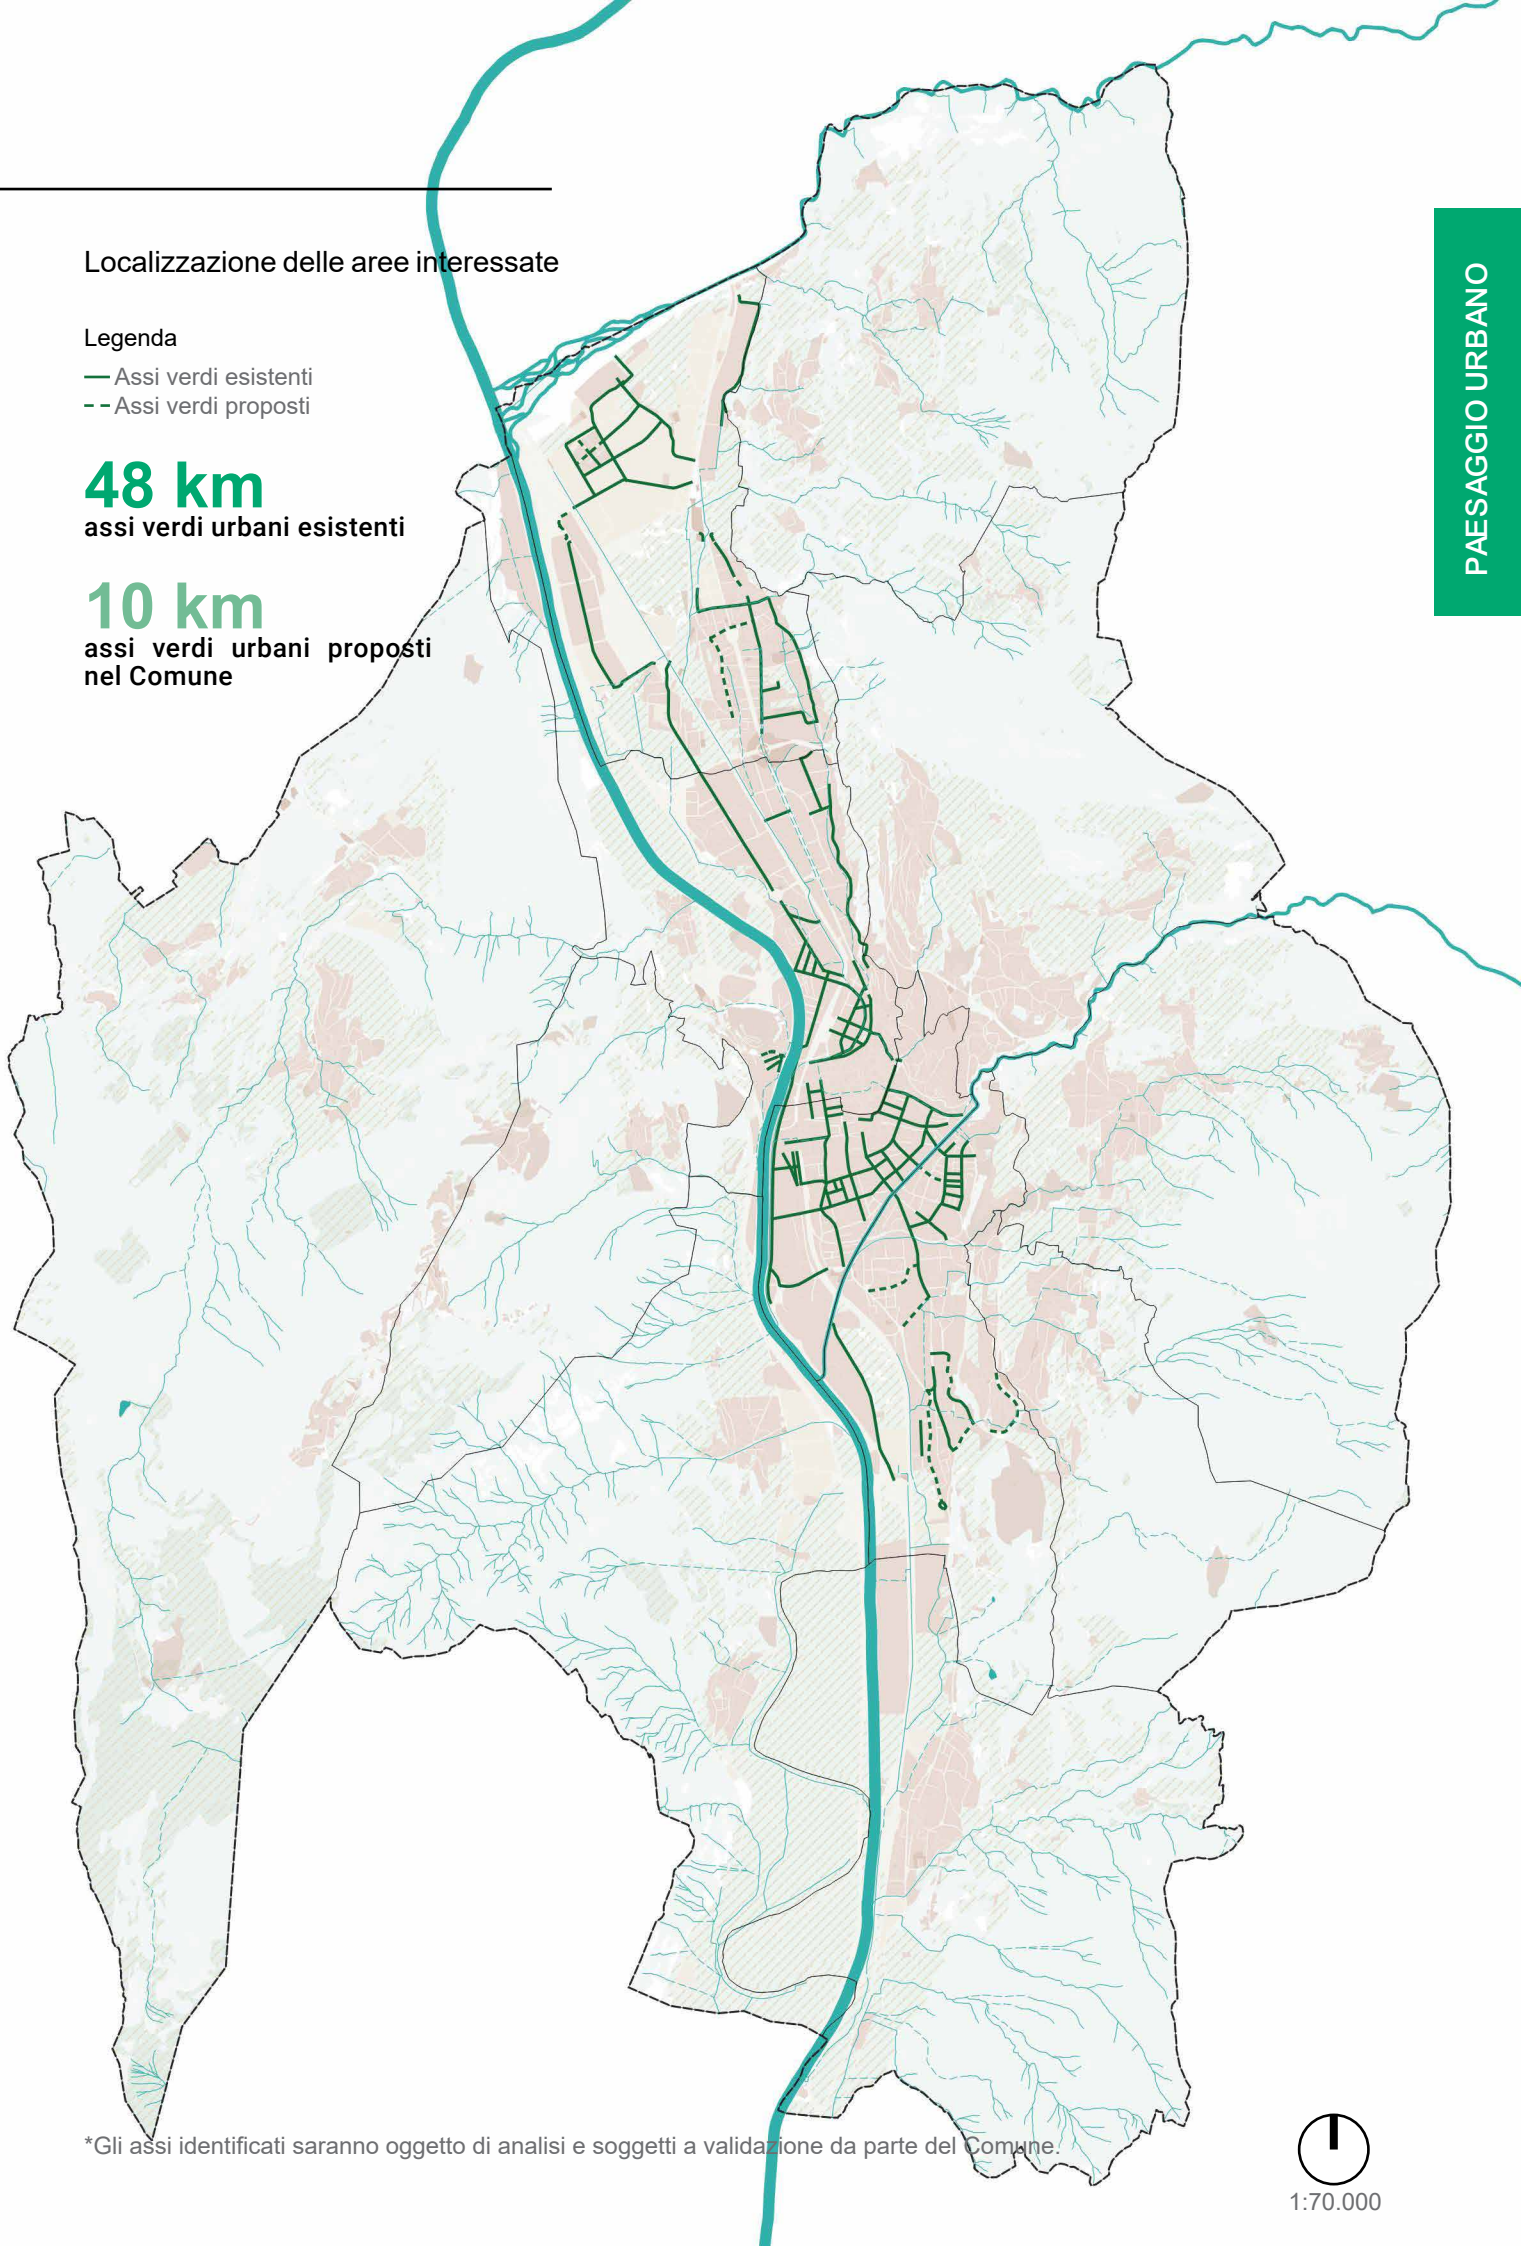 Localizzazione delle aree interessate
Legenda
Assi verdi esistenti
Assi verdi proposti
48 km
assi verdi urbani esistenti
10 km
assi verdi urbani proposti
nel Comune
PAESAGGIO URBANO
*Gli assi identificati saranno oggetto di analisi e soggetti a validazione da parte del Comune.
1:70.000